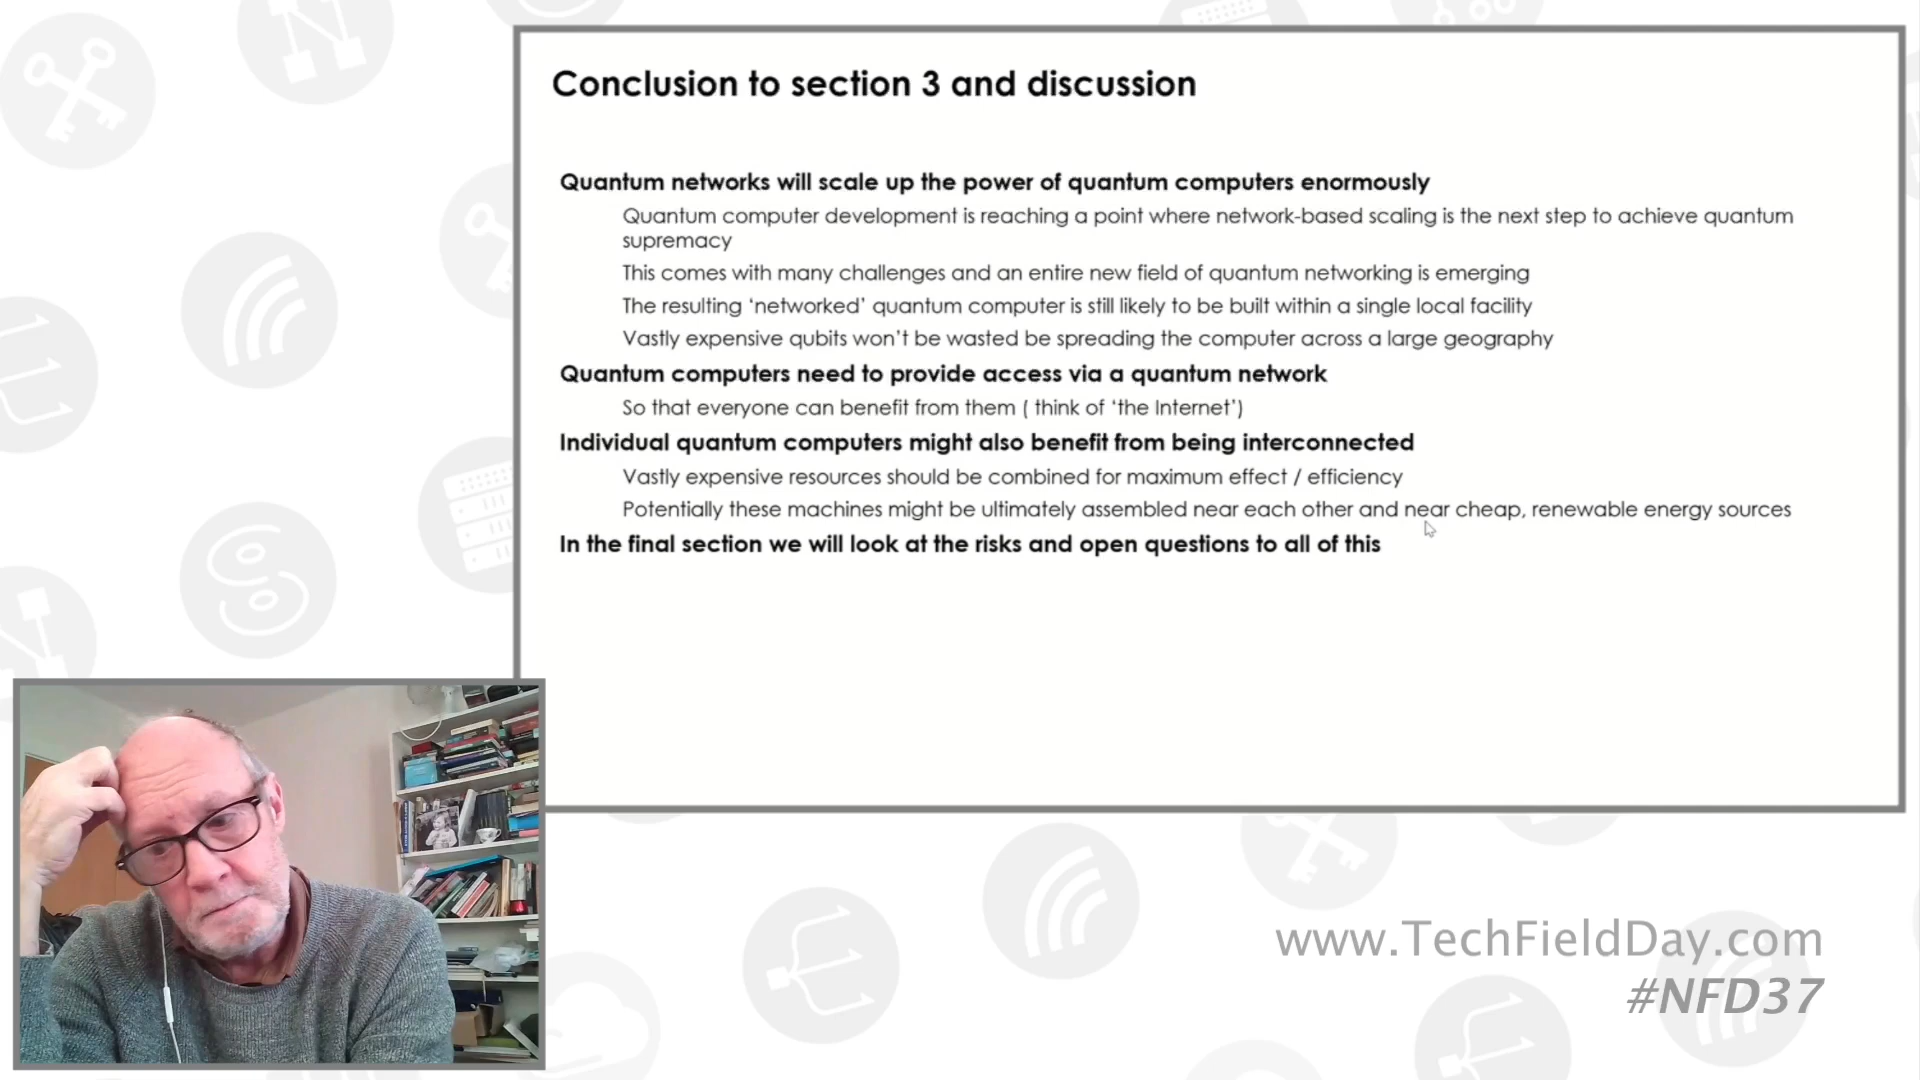 Conclusion to section 3 and discussion
Quantum networks will scale up the power of quantum computers enormously
Quantum computer development is reaching a point where network-based scaling is the next step to achieve quantum
supremacy
This comes with many challenges and an entire new field of quantum networking is emerging
The resulting ‘networked’ quantum computer is still likely to be built within a single local facility
Vastly expensive qubits won’t be wasted be spreading the computer across a large geography
Quantum computers need to provide access via a quantum network
So that everyone can benefit from them ( think of ‘the Internet’)
Individual quantum computers might also benefit from being interconnected
Vastly expensive resources should be combined for maximum effect / efficiency
Potentially these machines might be ultimately assembled near each other and near cheap, renewable energy sources
In the final section we will look at the risks and open questions to all of this
www.TechFieldDay.com
#NFD37